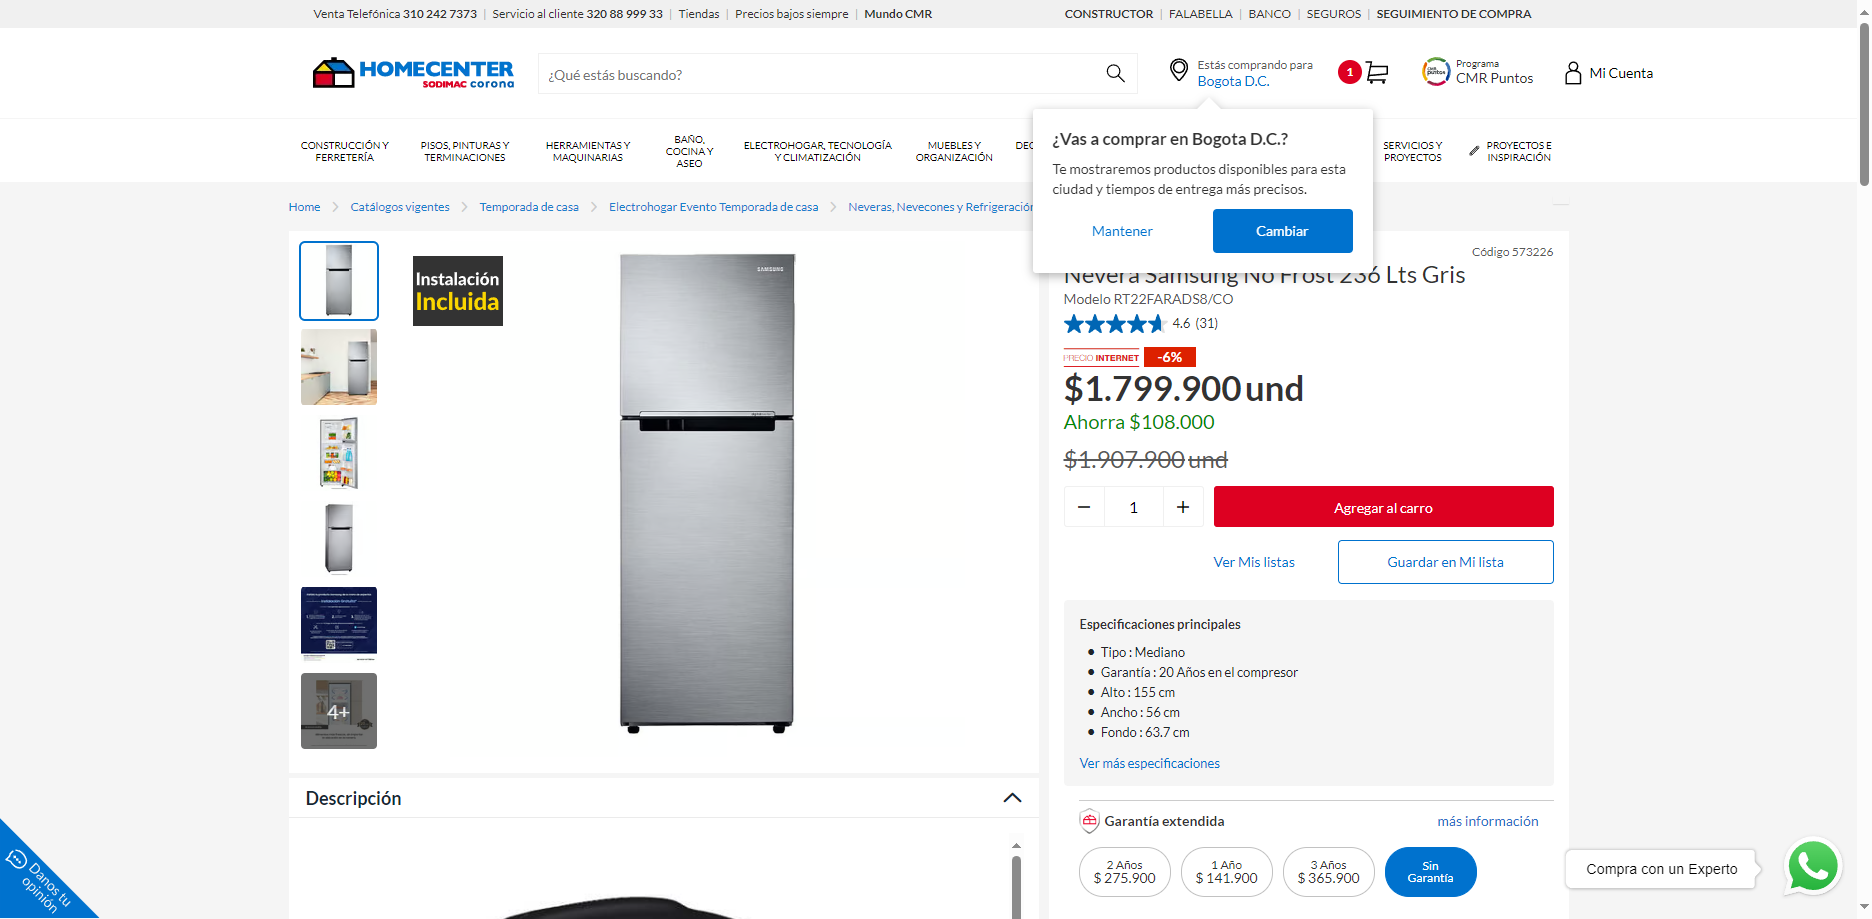 Venta Telefónica 310 242 7373 | Servicio al cliente 320 88 999 33 | Tiendas | Precios bajos siempre | Mundo CMR
CONSTRUCTOR | FALABELLA | BANCO | SEGUROS | SEGUIMIENTO DE COMPRA
HOMECENTER
SODIMAC corona
¿Qué estás buscando?
Estás comprando para
Bogota D.C.
1
Programa
CMR Puntos
Mi Cuenta
CONSTRUCCIÓN Y
FERRETERÍA
PISOS, PINTURAS Y
TERMINACIONES
HERRAMIENTAS Y
MAQUINARIAS
BAÑO,
COCINA Y
ASEO
ELECTROHOGAR, TECNOLOGÍA
Y CLIMATIZACIÓN
MUEBLES Y
ORGANIZACIÓN
SERVICIOS Y
PROYECTOS
PROYECTOS E
INSPIRACIÓN
¿Vas a comprar en Bogota D.C.?
Te mostraremos productos disponibles para esta
ciudad y tiempos de entrega más precisos.
Mantener
Cambiar
Home > Catálogos vigentes > Temporada de casa > Electrohogar Evento Temporada de casa > Neveras, Nevecones y Refrigeración
Instalación
Incluida
SAMSUNG
4+
Código 573226
Nevera Samsung No Frost 236 Lts Gris
Modelo RT22FARADS8/CO
4.6 (31)
PRECIO INTERNET -6%
$1.799.900 und
Ahorra $108.000
$1.907.900 und
− 1 +
Agregar al carro
Ver Mis listas
Guardar en Mi lista
Especificaciones principales
Tipo : Mediano
Garantía : 20 Años en el compresor
Alto : 155 cm
Ancho : 56 cm
Fondo : 63.7 cm
Ver más especificaciones
Garantía extendida
más información
2 Años
$ 275.900
1 Año
$ 141.900
3 Años
$ 365.900
Sin
Garantía
Descripción
Danos tu
opinión
Compra con un Experto